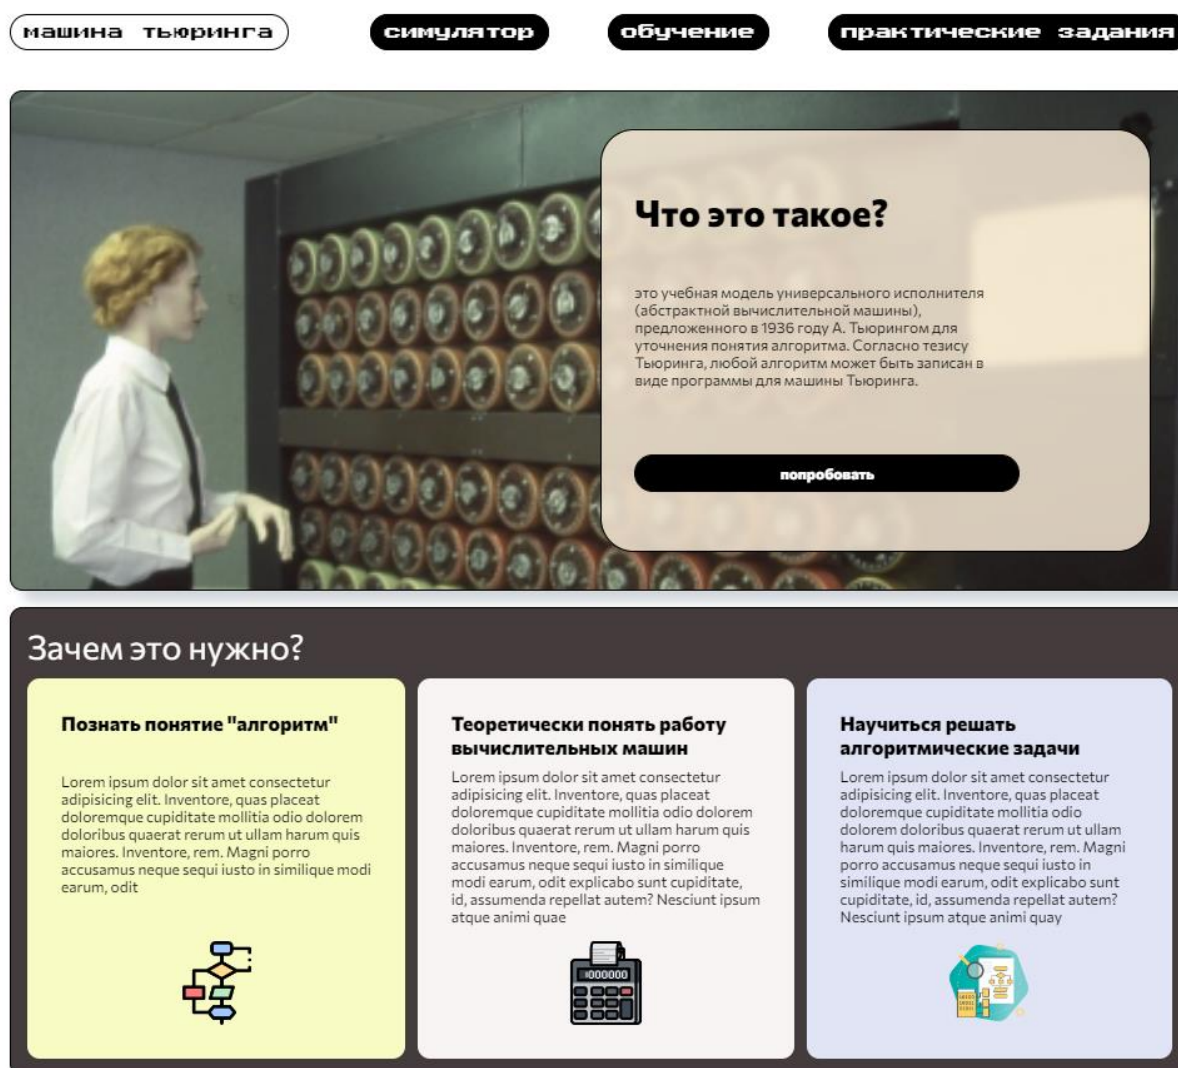 машина тьюринга
симулятор
обучение
практические задания
Что это такое?
это учебная модель универсального исполнителя
(абстрактной вычислительной машины),
предложенного в 1936 году А. Тьюрингом для
уточнения понятия алгоритма. Согласно тезису
Тьюринга, любой алгоритм может быть записан в
виде программы для машины Тьюринга.
попробовать
Зачем это нужно?
Познать понятие "алгоритм"
Lorem ipsum dolor sit amet consectetur
adipisicing elit. Inventore, quas placeat
doloremque cupiditate mollitia odio dolorem
doloribus quaerat rerum ut ullam harum quis
maiores. Inventore, rem. Magni porro
accusamus neque sequi iusto in similique modi
earum, odit
Теоретически понять работу
вычислительных машин
Lorem ipsum dolor sit amet consectetur
adipisicing elit. Inventore, quas placeat
doloremque cupiditate mollitia odio dolorem
doloribus quaerat rerum ut ullam harum quis
maiores. Inventore, rem. Magni porro
accusamus neque sequi iusto in similique
modi earum, odit explicabo sunt cupiditate,
id, assumenda repellat autem? Nesciunt ipsum
atque animi quae
000000
Научиться решать
алгоритмические задачи
Lorem ipsum dolor sit amet consectetur
adipisicing elit. Inventore, quas placeat
doloremque cupiditate mollitia odio
dolorem doloribus quaerat rerum ut ullam
harum quis maiores. Inventore, rem. Magni
porro accusamus neque sequi iusto in
similique modi earum, odit explicabo sunt
cupiditate, id, assumenda repellat autem?
Nesciunt ipsum atque animi quay